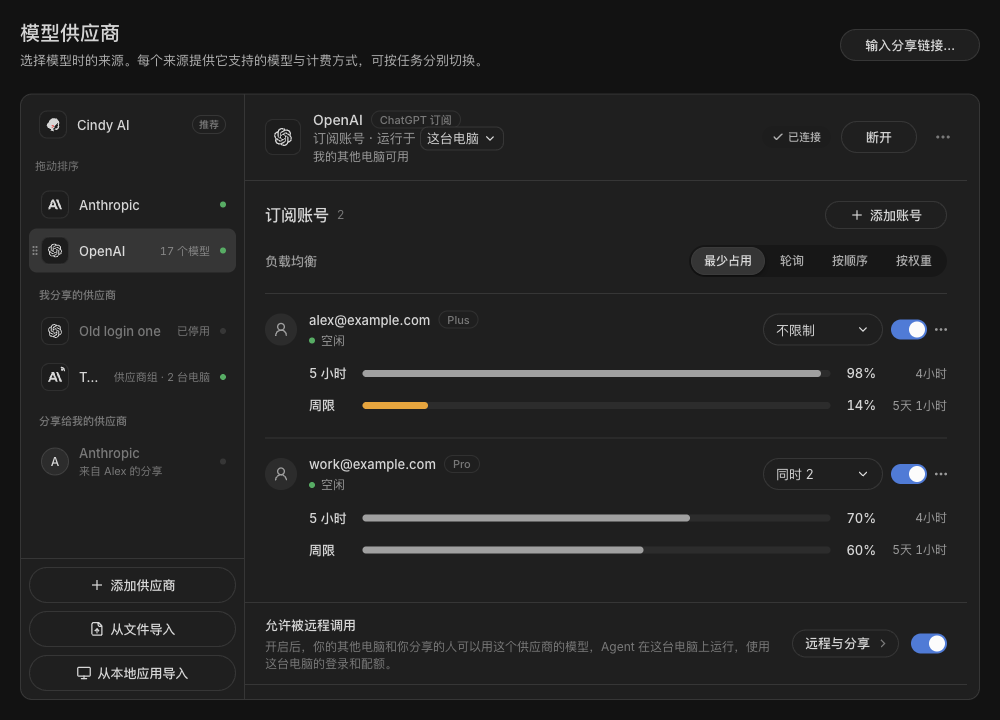 模型供应商
选择模型时的来源。每个来源提供它支持的模型与计费方式，可按任务分别切换。
输入分享链接...
Cindy AI
推荐
拖动排序
Anthropic
OpenAI
17 个模型
我分享的供应商
Old login one
已停用
T...
供应商组 · 2 台电脑
分享给我的供应商
A
Anthropic
来自 Alex 的分享
添加供应商
从文件导入
从本地应用导入
OpenAI
ChatGPT 订阅
订阅账号 · 运行于
这台电脑
我的其他电脑可用
已连接
断开
订阅账号 2
添加账号
负载均衡
最少占用
轮询
按顺序
按权重
alex@example.com
Plus
空闲
不限制
5 小时
98%
4小时
周限
14%
5天 1小时
work@example.com
Pro
空闲
同时 2
5 小时
70%
4小时
周限
60%
5天 1小时
允许被远程调用
开启后，你的其他电脑和你分享的人可以用这个供应商的模型，Agent 在这台电脑上运行，使用
这台电脑的登录和配额。
远程与分享